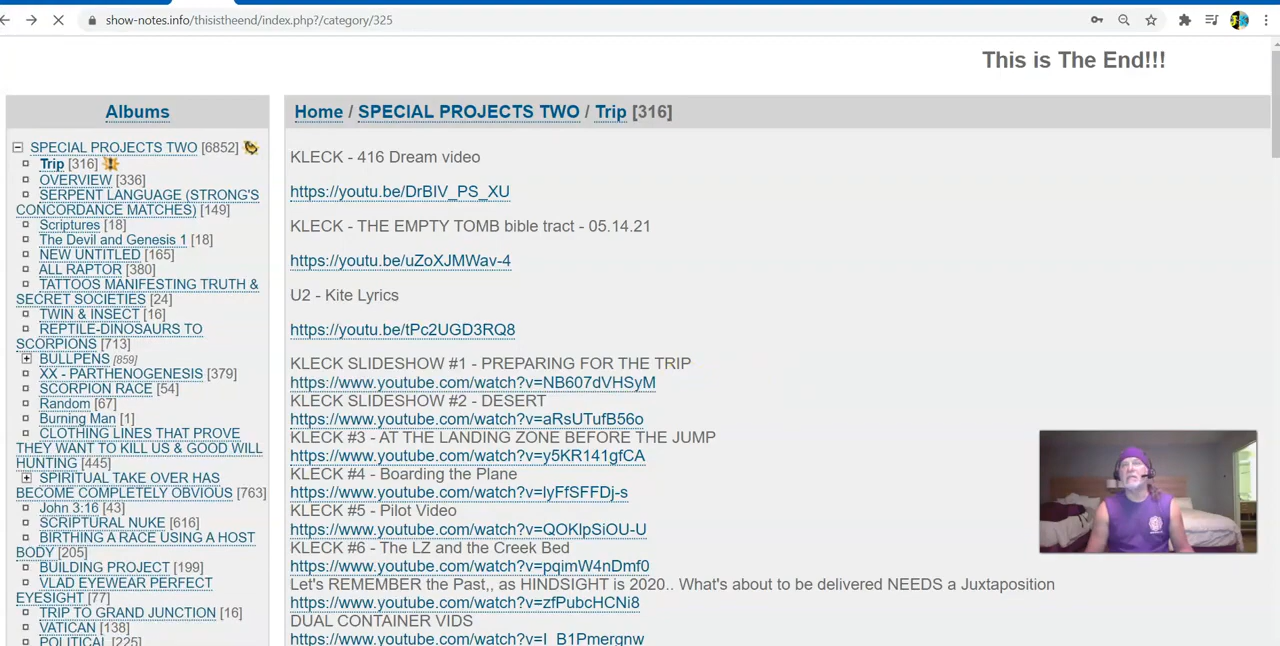 show-notes.info/thisistheend/index.php?/category/325
This is The End!!!
Albums
SPECIAL PROJECTS TWO [6852]
Trip [316]
OVERVIEW [336]
SERPENT LANGUAGE (STRONG'S
CONCORDANCE MATCHES) [149]
Scriptures [18]
The Devil and Genesis 1 [18]
NEW UNTITLED [165]
ALL RAPTOR [380]
TATTOOS MANIFESTING TRUTH &
SECRET SOCIETIES [24]
TWIN & INSECT [16]
REPTILE-DINOSAURS TO
SCORPIONS [713]
BULLPENS [859]
XX - PARTHENOGENESIS [379]
SCORPION RACE [54]
Random [67]
Burning Man [1]
CLOTHING LINES THAT PROVE
THEY WANT TO KILL US & GOOD WILL
HUNTING [445]
SPIRITUAL TAKE OVER HAS
BECOME COMPLETELY OBVIOUS [763]
John 3:16 [43]
SCRIPTURAL NUKE [616]
BIRTHING A RACE USING A HOST
BODY [205]
BUILDING PROJECT [199]
VLAD EYEWEAR PERFECT
EYESIGHT [77]
TRIP TO GRAND JUNCTION [16]
VATICAN [138]
POLITICAL [225]
Home / SPECIAL PROJECTS TWO / Trip [316]
KLECK - 416 Dream video
https://youtu.be/DrBIV_PS_XU
KLECK - THE EMPTY TOMB bible tract - 05.14.21
https://youtu.be/uZoXJMWav-4
U2 - Kite Lyrics
https://youtu.be/tPc2UGD3RQ8
KLECK SLIDESHOW #1 - PREPARING FOR THE TRIP
https://www.youtube.com/watch?v=NB607dVHSyM
KLECK SLIDESHOW #2 - DESERT
https://www.youtube.com/watch?v=aRsUTufB56o
KLECK #3 - AT THE LANDING ZONE BEFORE THE JUMP
https://www.youtube.com/watch?v=y5KR141gfCA
KLECK #4 - Boarding the Plane
https://www.youtube.com/watch?v=lyFfSFFDj-s
KLECK #5 - Pilot Video
https://www.youtube.com/watch?v=QOKlpSiOU-U
KLECK #6 - The LZ and the Creek Bed
https://www.youtube.com/watch?v=pqimW4nDmf0
Let's REMEMBER the Past,, as HINDSIGHT is 2020.. What's about to be delivered NEEDS a Juxtaposition
https://www.youtube.com/watch?v=zfPubcHCNi8
DUAL CONTAINER VIDS
https://www.youtube.com/watch?v=I_B1Pmergnw